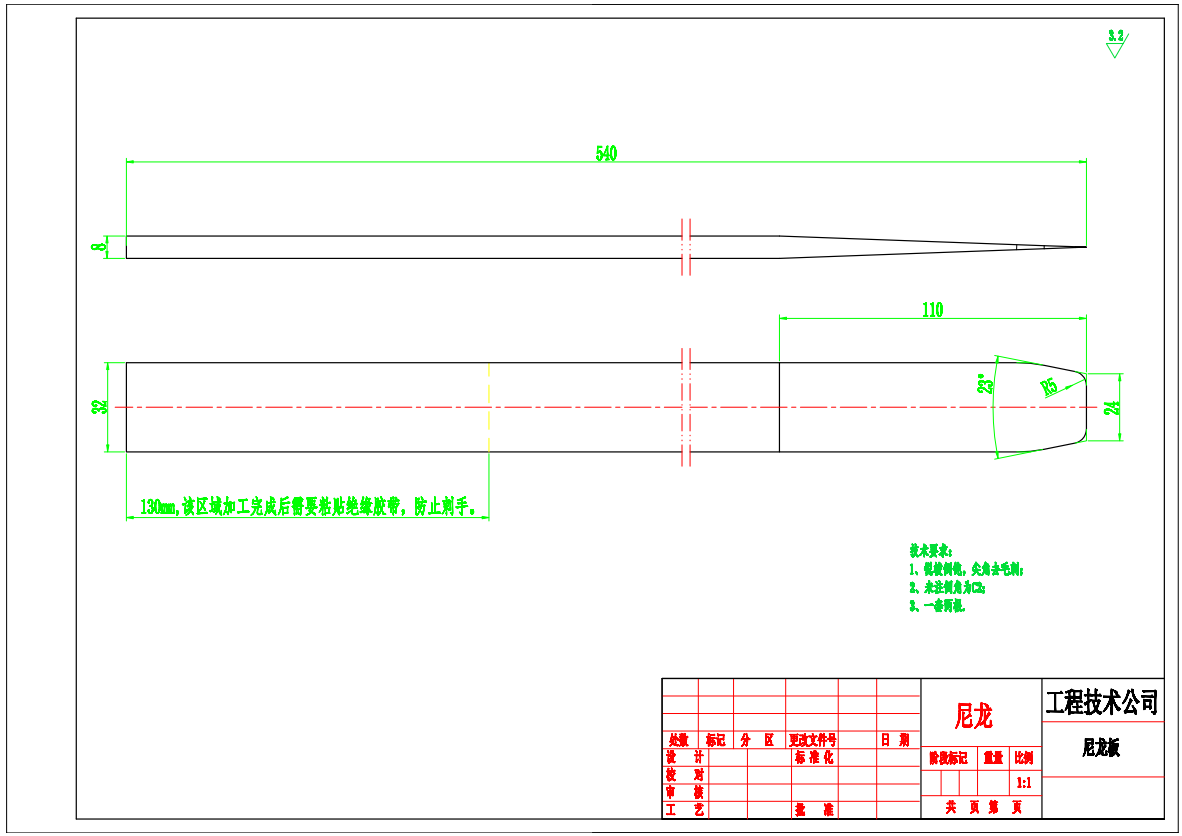 3.2
540
8
110
32
23°
R5
24
130mm,该区域加工完成后需要粘贴绝缘胶带，防止刺手。
技术要求:
1、锐棱倒钝，尖角去毛刺;
2、未注倒角为C2;
3、一套两根.
尼龙
工程技术公司
尼龙板
处数 标记 分 区 更改文件号 日 期
设 计 标 准 化
校 对
审 核
工 艺 批 准
阶段标记 重量 比例
1:1
共 页 第 页